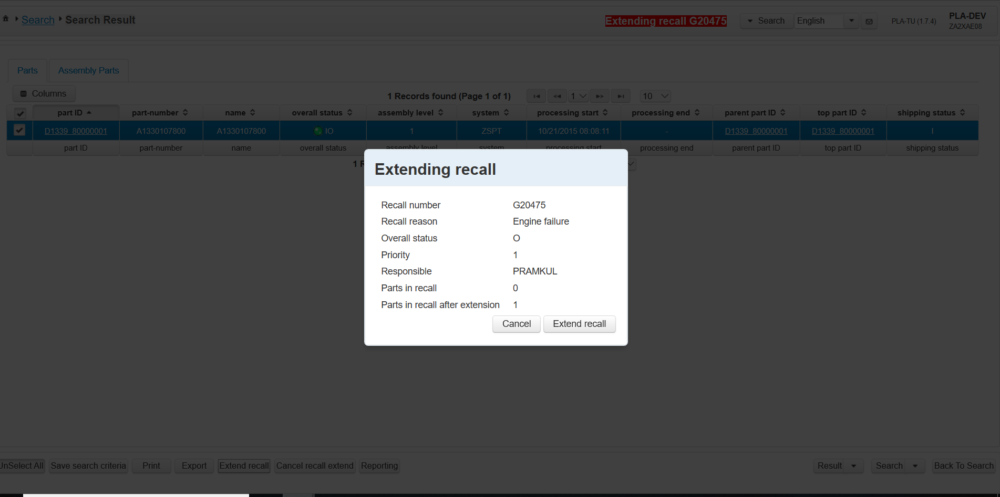 Search Search Result
Extending recall G20475
Search English PLA-TU (1.7.4) PLA-DEV
ZA2XAE08
Parts Assembly Parts
Columns 1 Records found (Page 1 of 1) 1 10
part ID part-number name overall status assembly level system processing start processing end parent part ID top part ID shipping status
D1339_80000001 A1330107800 A1330107800 IO 1 ZSPT 10/21/2015 08:08:11 - D1339_80000001 D1339_80000001 I
part ID part-number name overall status assembly level system processing start processing end parent part ID top part ID shipping status
1
Extending recall
Recall number G20475
Recall reason Engine failure
Overall status O
Priority 1
Responsible PRAMKUL
Parts in recall 0
Parts in recall after extension 1
Cancel Extend recall
UnSelect All Save search criteria Print Export Extend recall Cancel recall extend Reporting Result Search Back To Search